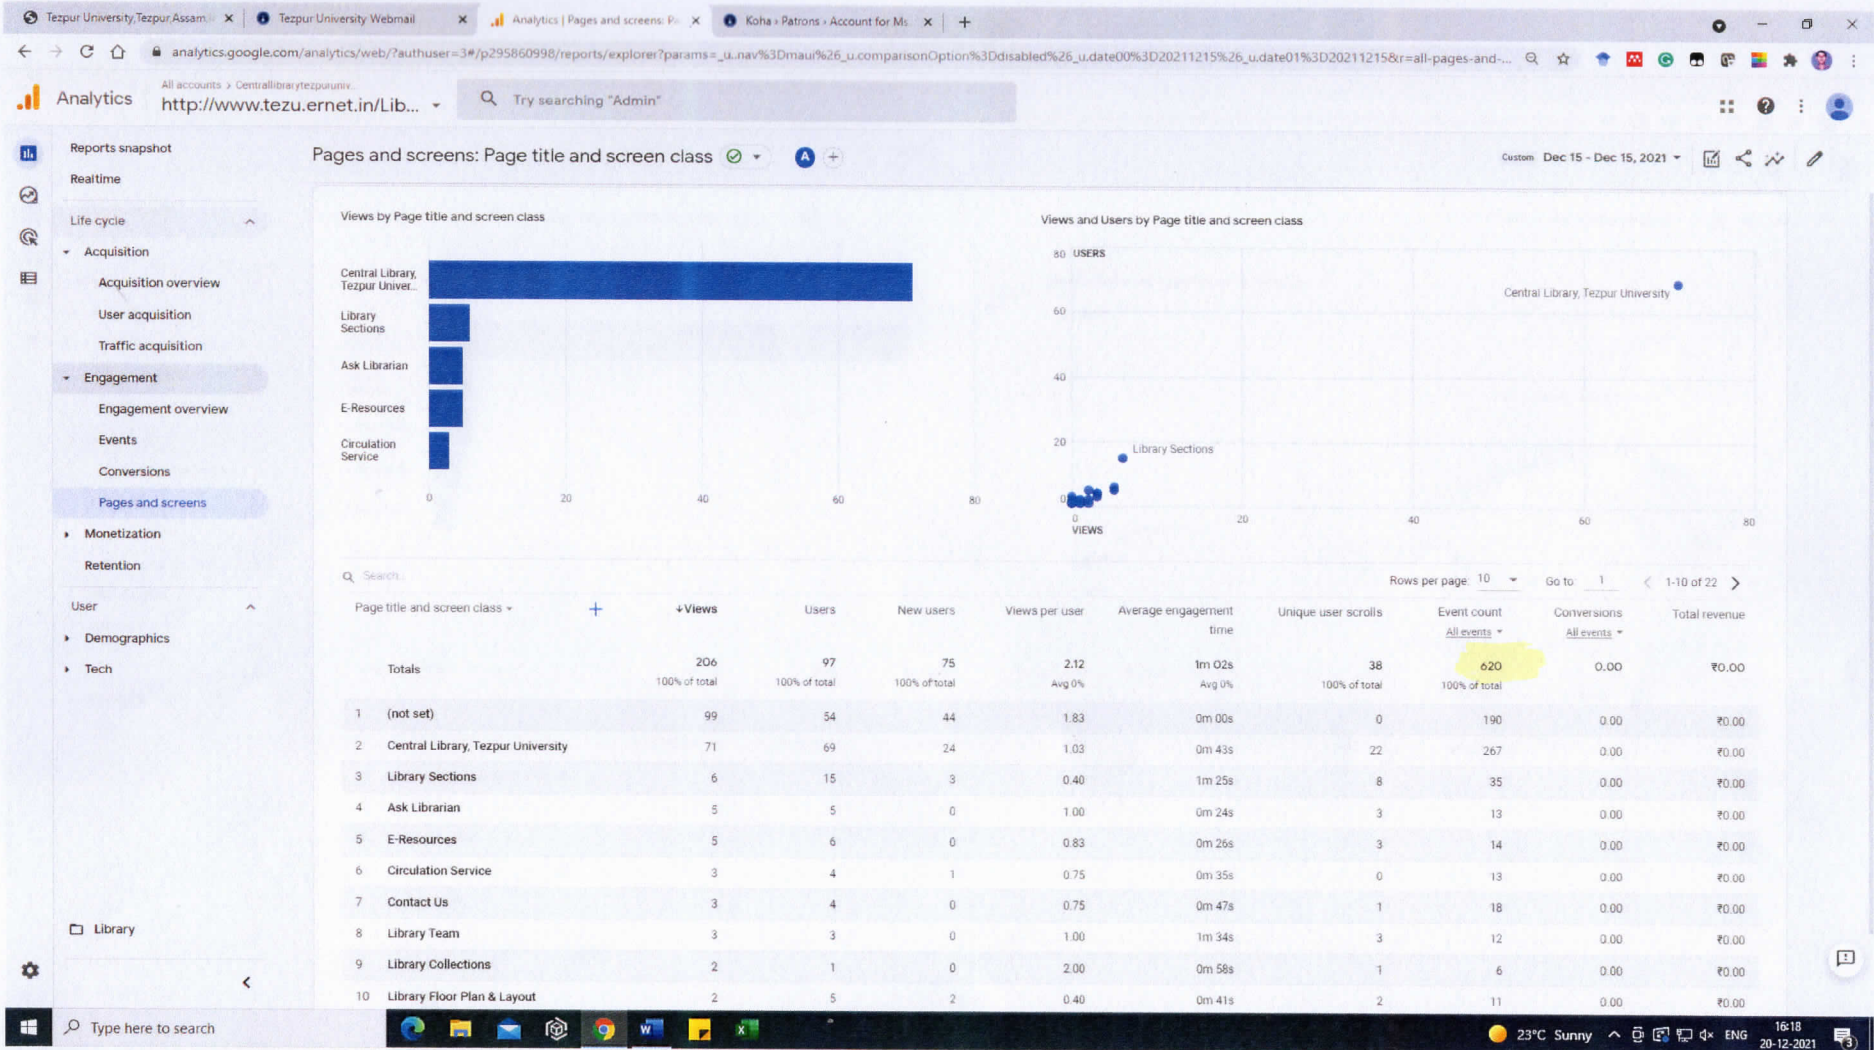 Tezpur University,Tezpur,Assam
Tezpur University Webmail
Analytics | Pages and screens: P
Koha › Patrons › Account for Ms
analytics.google.com/analytics/web/?authuser=3#/p295860998/reports/explorer?params=_u..nav%3Dmaui%26_u.comparisonOption%3Ddisabled%26_u.date00%3D20211215%26_u.date01%3D20211215&r=all-pages-and-...
Analytics
All accounts > Centrallibrarytezpuruniv...
http://www.tezu.ernet.in/Lib...
Try searching "Admin"
Reports snapshot
Realtime
Life cycle
Acquisition
Acquisition overview
User acquisition
Traffic acquisition
Engagement
Engagement overview
Events
Conversions
Pages and screens
Monetization
Retention
User
Demographics
Tech
Library
Pages and screens: Page title and screen class
A
Custom Dec 15 - Dec 15, 2021
Views by Page title and screen class
Central Library,
Tezpur Univer...
Library
Sections
Ask Librarian
E-Resources
Circulation
Service
0 20 40 60 80
Views and Users by Page title and screen class
80 USERS
Central Library, Tezpur University
60
40
20
Library Sections
0
0 20 40 60 80
VIEWS
Search...
Rows per page: 10 Go to: 1 1-10 of 22
Page title and screen class Views Users New users Views per user Average engagement Unique user scrolls Event count Conversions Total revenue
time All events All events
Totals 206 97 75 2.12 1m 02s 38 620 0.00 ₹0.00
100% of total 100% of total 100% of total Avg 0% Avg 0% 100% of total 100% of total
1 (not set) 99 54 44 1.83 0m 00s 0 190 0.00 ₹0.00
2 Central Library, Tezpur University 71 69 24 1.03 0m 43s 22 267 0.00 ₹0.00
3 Library Sections 6 15 3 0.40 1m 25s 8 35 0.00 ₹0.00
4 Ask Librarian 5 5 0 1.00 0m 24s 3 13 0.00 ₹0.00
5 E-Resources 5 6 0 0.83 0m 26s 3 14 0.00 ₹0.00
6 Circulation Service 3 4 1 0.75 0m 35s 0 13 0.00 ₹0.00
7 Contact Us 3 4 0 0.75 0m 47s 1 0.00 ₹0.00
8 Library Team 3 3 0 1.00 1m 34s 3 12 0.00 ₹0.00
9 Library Collections 2 1 0 2.00 0m 58s 1 6 0.00 ₹0.00
10 Library Floor Plan & Layout 2 5 2 0.40 0m 41s 2 11 0.00 ₹0.00
Type here to search
23°C Sunny
ENG
16:18
20-12-2021
3